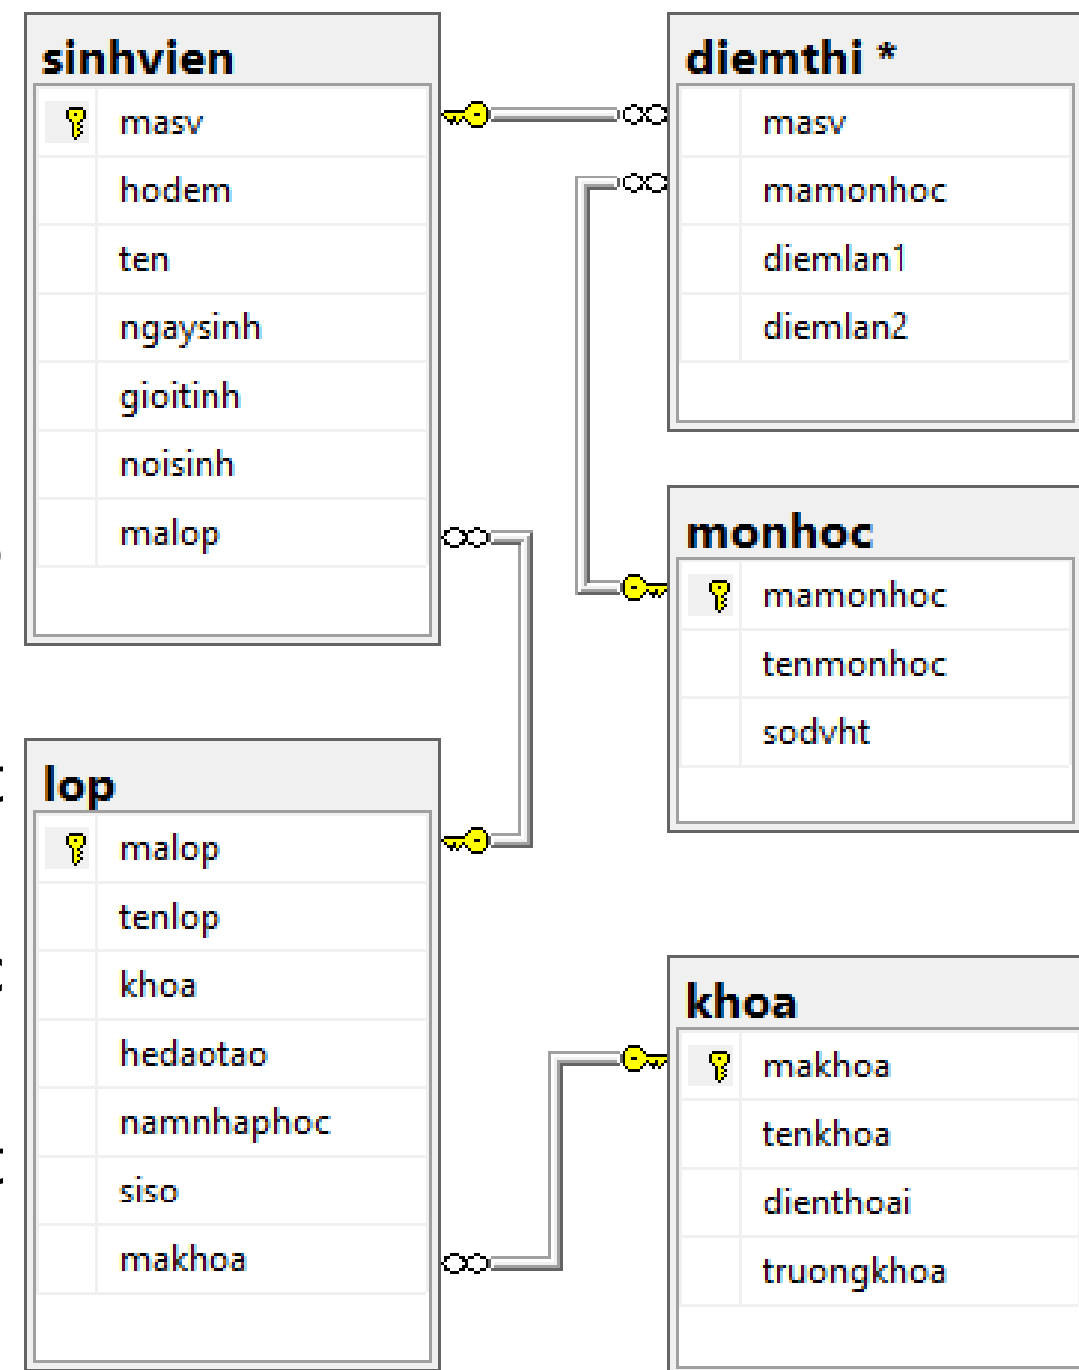 sinhvien
masv
hodem
ten
ngaysinh
gioitinh
noisinh
malop
diemthi *
masv
mamonhoc
diemlan1
diemlan2
monhoc
mamonhoc
tenmonhoc
sodvht
lop
malop
tenlop
khoa
hedaotao
namnhaphoc
siso
makhoa
khoa
makhoa
tenkhoa
dienthoai
truongkhoa